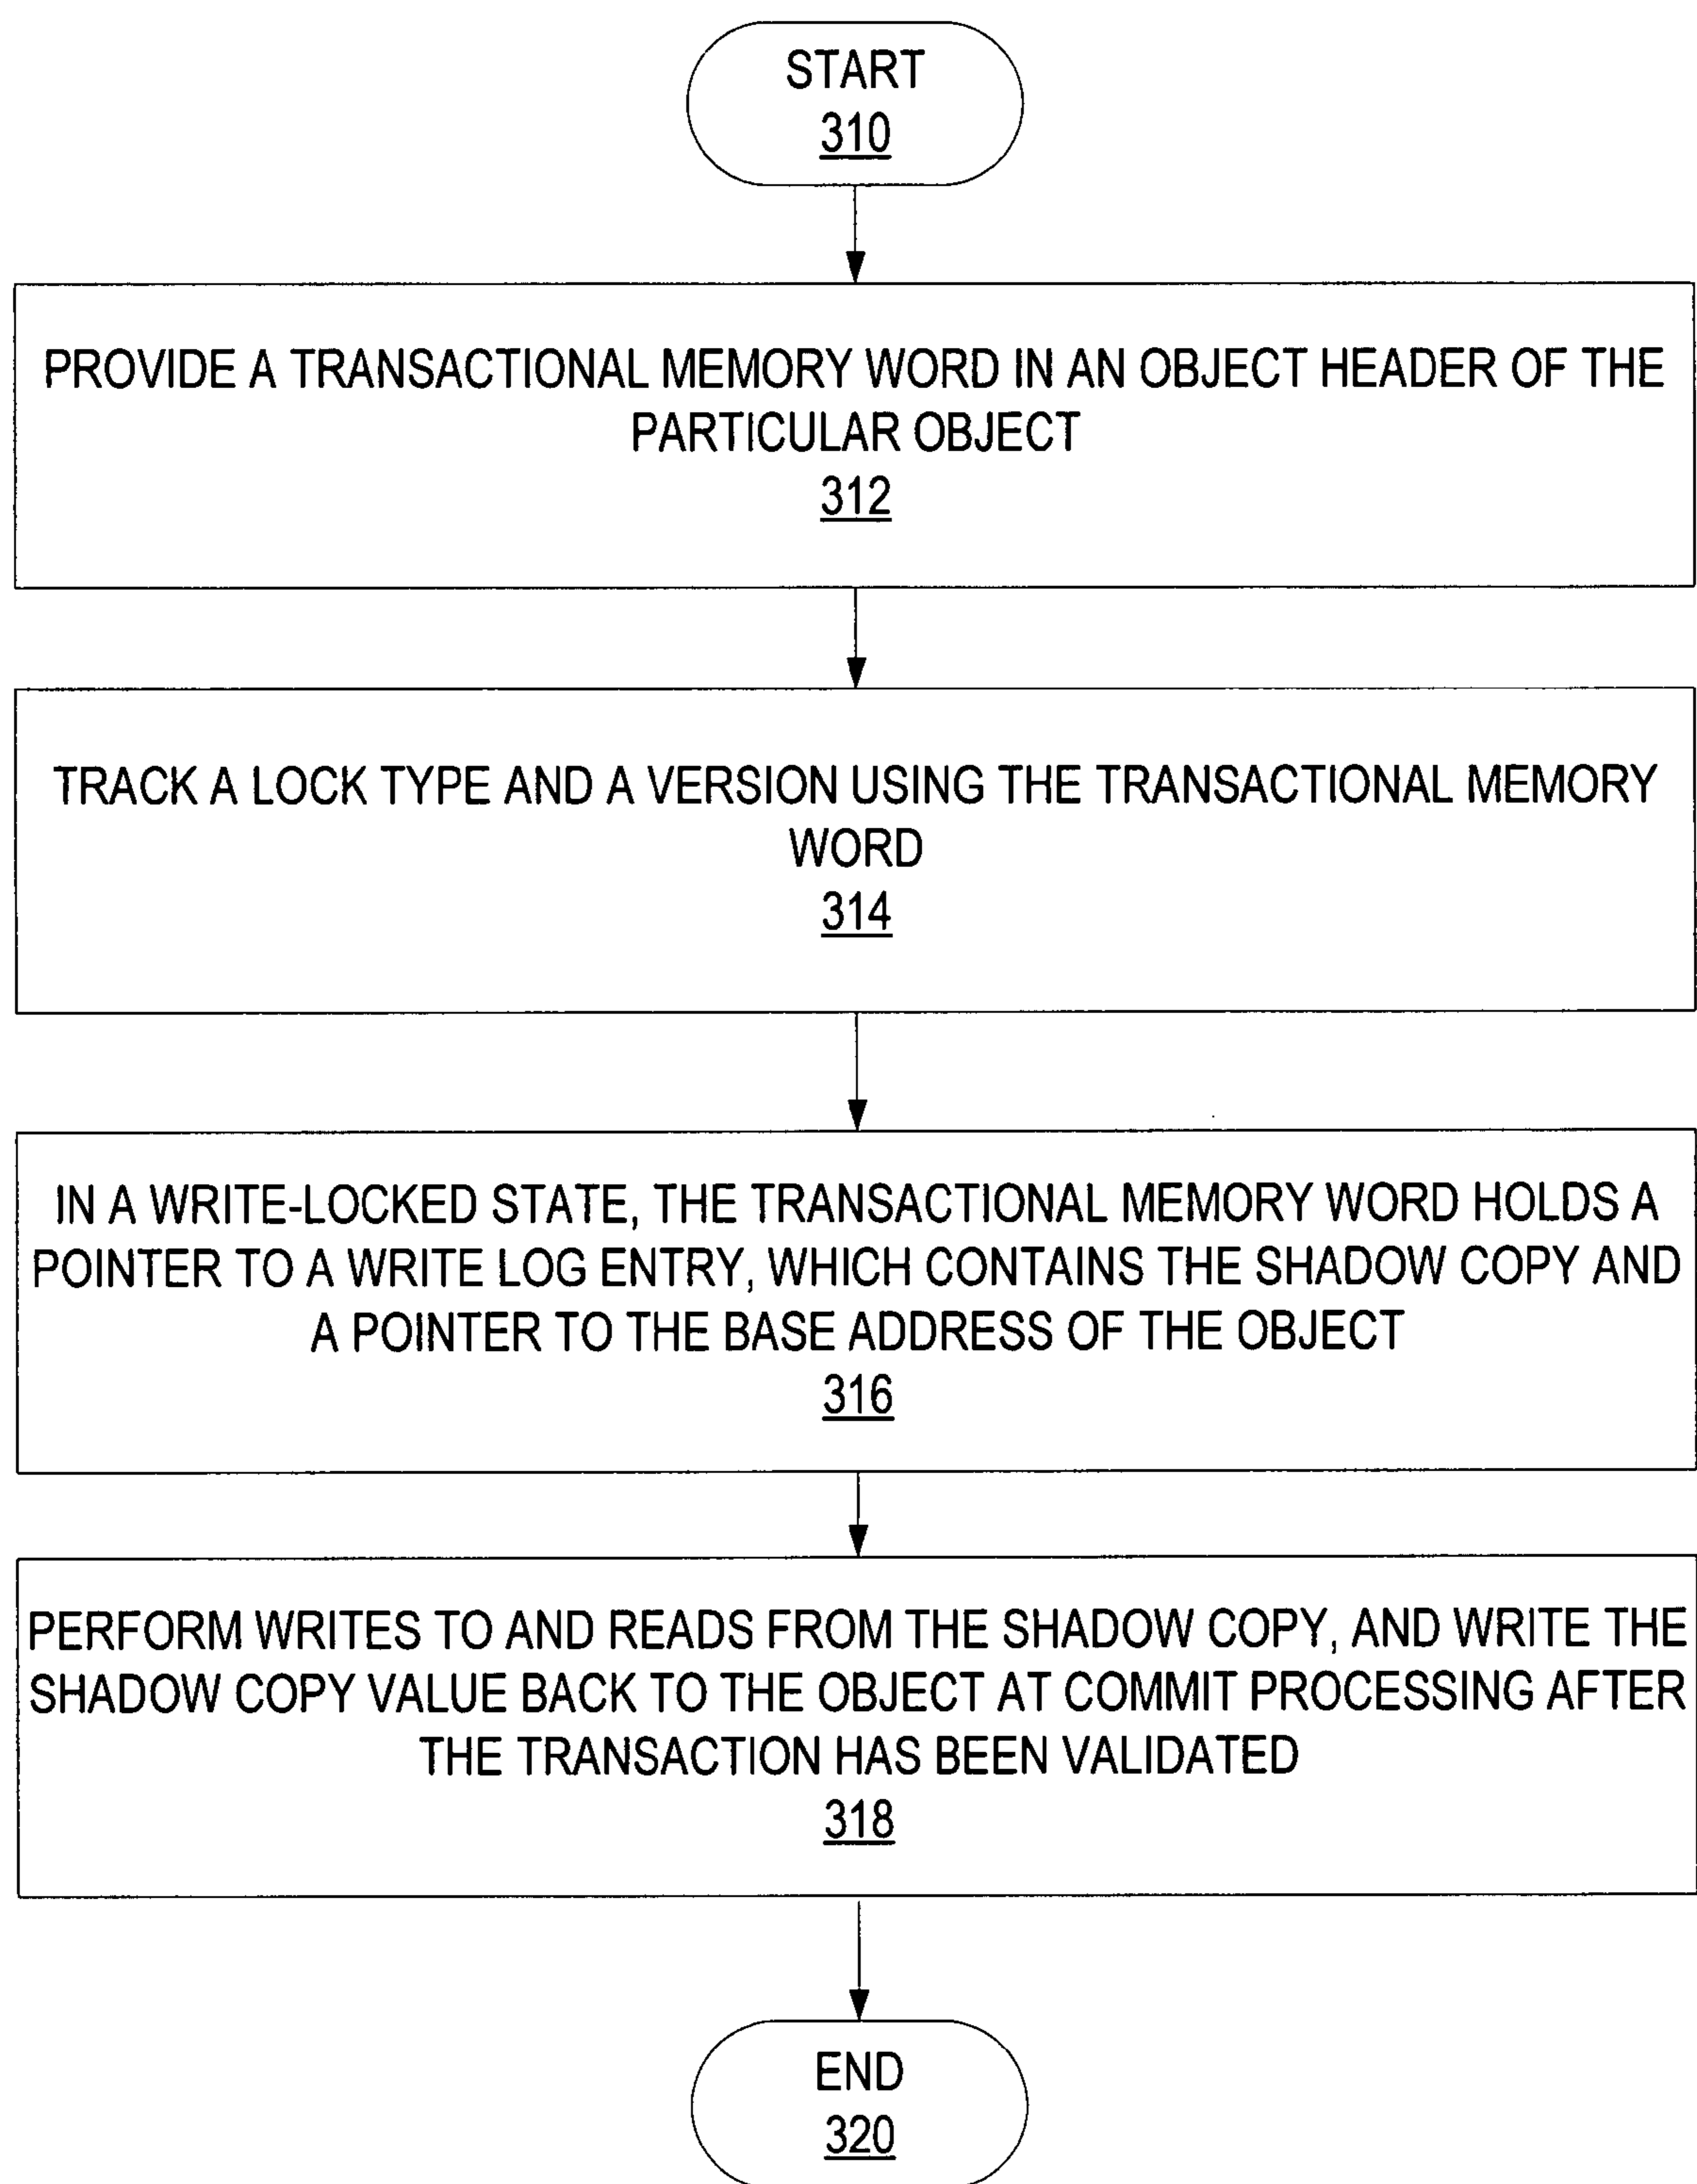 START
310
PROVIDE A TRANSACTIONAL MEMORY WORD IN AN OBJECT HEADER OF THE
PARTICULAR OBJECT
312
TRACK A LOCK TYPE AND A VERSION USING THE TRANSACTIONAL MEMORY
WORD
314
IN A WRITE-LOCKED STATE, THE TRANSACTIONAL MEMORY WORD HOLDS A
POINTER TO A WRITE LOG ENTRY, WHICH CONTAINS THE SHADOW COPY AND
A POINTER TO THE BASE ADDRESS OF THE OBJECT
316
PERFORM WRITES TO AND READS FROM THE SHADOW COPY, AND WRITE THE
SHADOW COPY VALUE BACK TO THE OBJECT AT COMMIT PROCESSING AFTER
THE TRANSACTION HAS BEEN VALIDATED
318
END
320